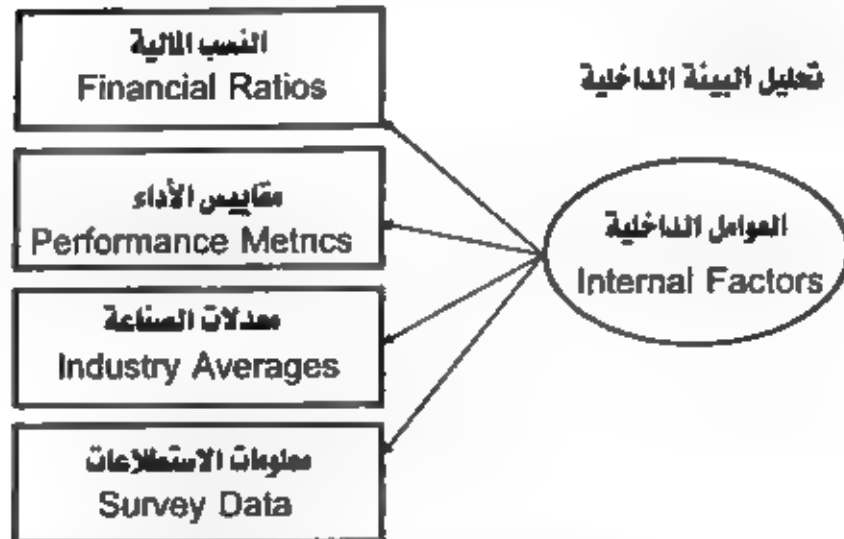 النسب المالية
Financial Ratios
تحليل البيئة الداخلية
مقاييس الأداء
Performance Metrics
العوامل الداخلية
Internal Factors
معدلات الصناعة
Industry Averages
معلومات الاستطلاعات
Survey Data